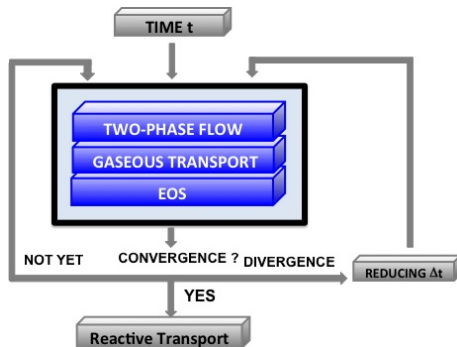 TIME t
TWO-PHASE FLOW
GASEOUS TRANSPORT
EOS
NOT YET
CONVERGENCE ?
DIVERGENCE
REDUCING Δt
YES
Reactive Transport